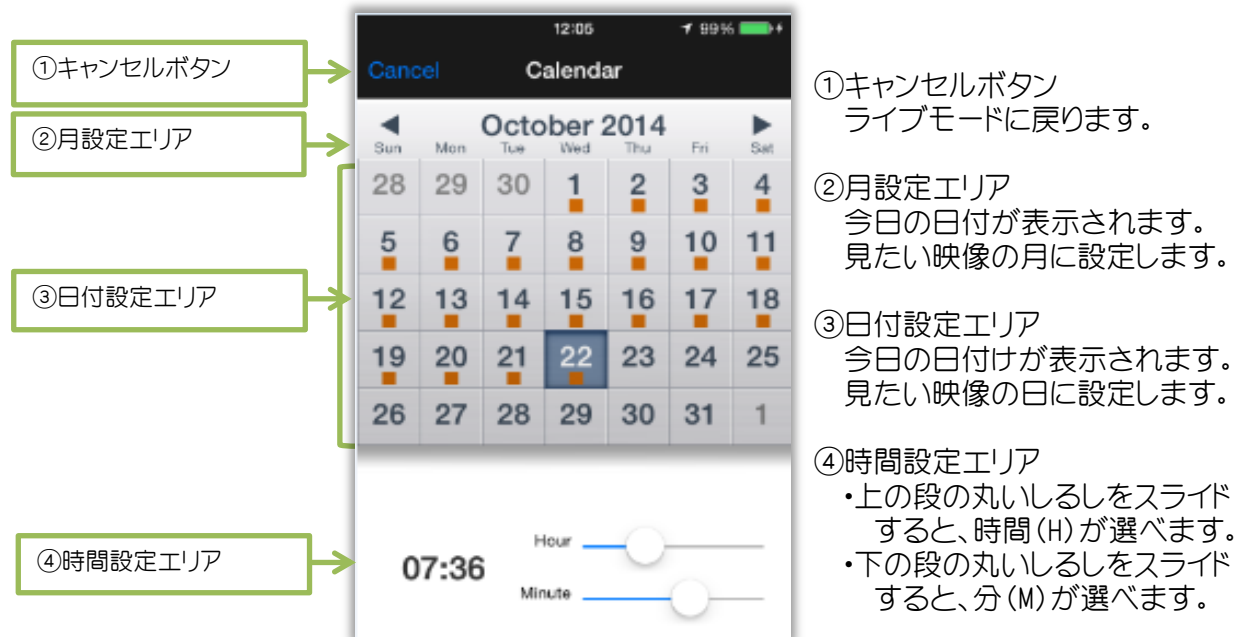 ①キャンセルボタン
②月設定エリア
③日付設定エリア
④時間設定エリア
12:05
99%
Cancel
Calendar
October 2014
Sun Mon Tue Wed Thu Fri Sat
28 29 30 1 2 3 4
5 6 7 8 9 10 11
12 13 14 15 16 17 18
19 20 21 22 23 24 25
26 27 28 29 30 31 1
07:36
Hour
Minute
①キャンセルボタン
ライブモードに戻ります。
②月設定エリア
今日の日付が表示されます。
見たい映像の月に設定します。
③日付設定エリア
今日の日付けが表示されます。
見たい映像の日に設定します。
④時間設定エリア
・上の段の丸いしるしをスライド
すると、時間(H)が選べます。
・下の段の丸いしるしをスライド
すると、分(M)が選べます。